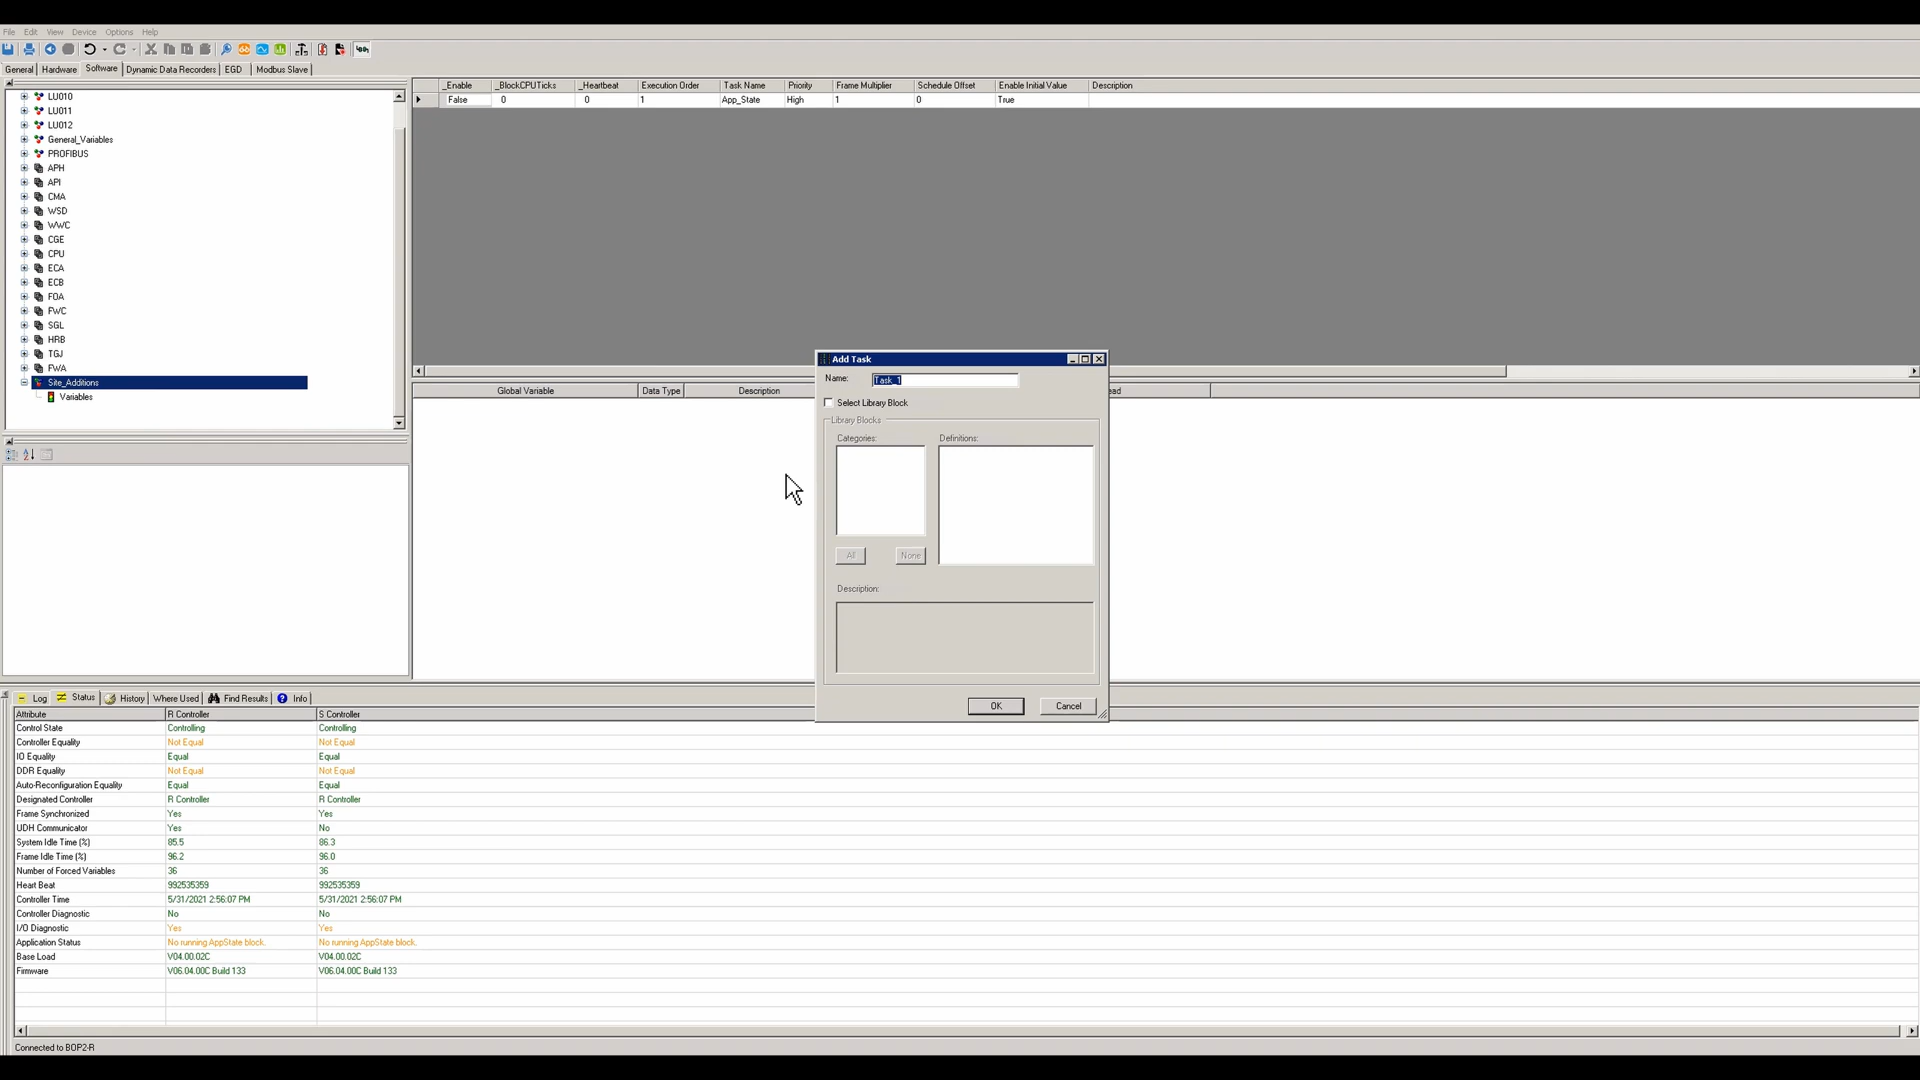 File Edit View Device Options Help
General Hardware Software Dynamic Data Recorders EGD Modbus Slave
LU010
LU011
LU012
General_Variables
PROFIBUS
APH
API
CMA
WSD
WWC
CGE
CPU
ECA
ECB
FOA
FWC
SGL
HRB
TGJ
FWA
Site_Additions
Variables
_Enable _BlockCPUTicks _Heartbeat Execution Order Task Name Priority Frame Multiplier Schedule Offset Enable Initial Value Description
False 0 0 1 App_State High 1 0 True
Global Variable Data Type Description
Add Task
Name: Task_1
Select Library Block
Library Blocks
Categories: Definitions:
All None
Description:
OK Cancel
Log Status History Where Used Find Results Info
Attribute R Controller S Controller
Control State Controlling Controlling
Controller Equality Not Equal Not Equal
IO Equality Equal Equal
DDR Equality Not Equal Not Equal
Auto-Reconfiguration Equality Equal Equal
Designated Controller R Controller R Controller
Frame Synchronized Yes Yes
UDH Communicator Yes No
System Idle Time (%) 85.5 86.3
Frame Idle Time (%) 96.2 96.0
Number of Forced Variables 36 36
Heart Beat 992535359 992535359
Controller Time 5/31/2021 2:56:07 PM 5/31/2021 2:56:07 PM
Controller Diagnostic No No
I/O Diagnostic Yes Yes
Application Status No running AppState block. No running AppState block.
Base Load V04.00.02C V04.00.02C
Firmware V06.04.00C Build 133 V06.04.00C Build 133
Connected to BOP2-R